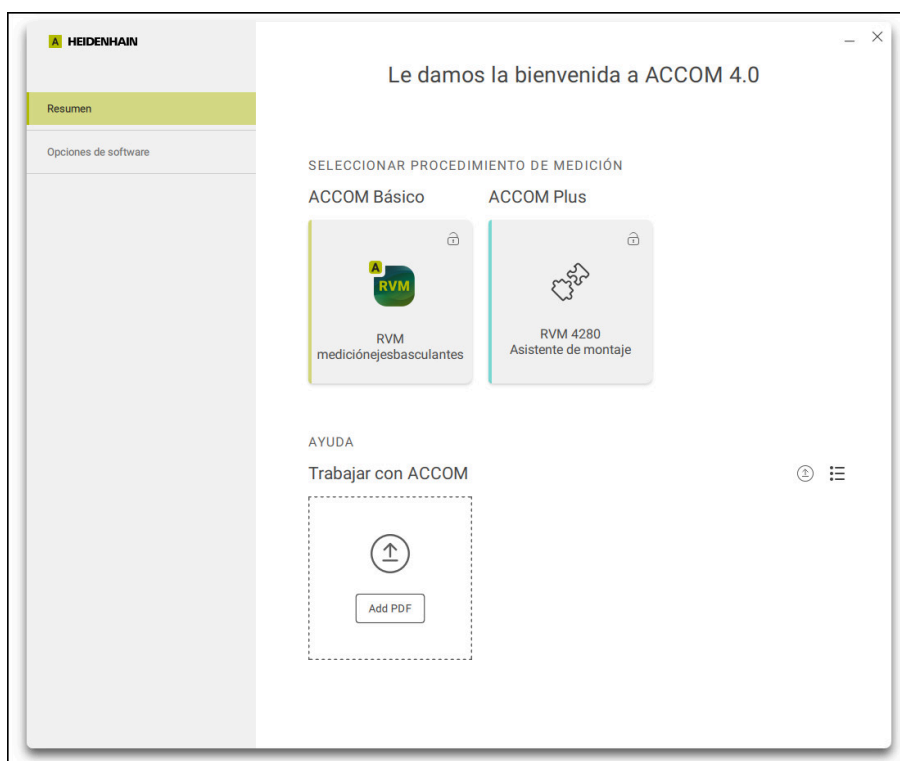 A HEIDENHAIN
Le damos la bienvenida a ACCOM 4.0
Resumen
Opciones de software
SELECCIONAR PROCEDIMIENTO DE MEDICIÓN
ACCOM Básico
ACCOM Plus
A
RVM
RVM
mediciónejesbasculantes
RVM 4280
Asistente de montaje
AYUDA
Trabajar con ACCOM
Add PDF